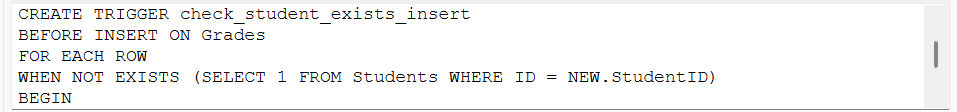 CREATE TRIGGER check_student_exists_insert
BEFORE INSERT ON Grades
FOR EACH ROW
WHEN NOT EXISTS (SELECT 1 FROM Students WHERE ID = NEW.StudentID)
BEGIN